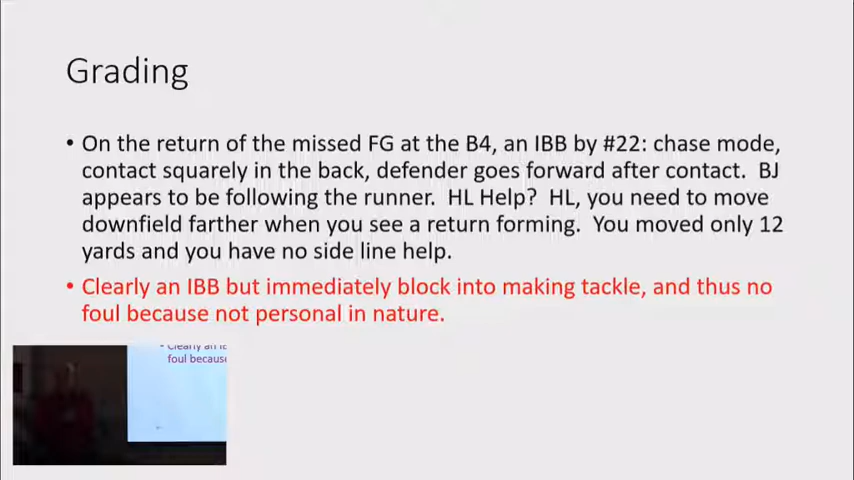 Grading
• On the return of the missed FG at the B4, an IBB by #22: chase mode,
contact squarely in the back, defender goes forward after contact. BJ
appears to be following the runner. HL Help? HL, you need to move
downfield farther when you see a return forming. You moved only 12
yards and you have no side line help.
• Clearly an IBB but immediately block into making tackle, and thus no
foul because not personal in nature.
foul because